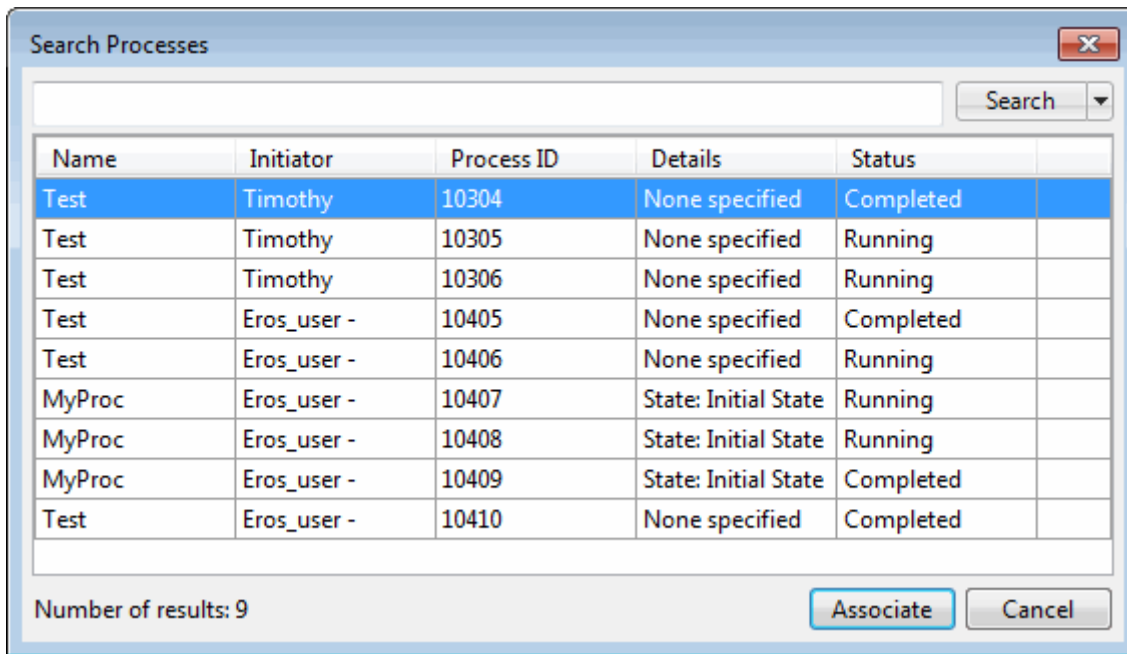 Search Processes
Search
Name Initiator Process ID Details Status
Test Timothy 10304 None specified Completed
Test Timothy 10305 None specified Running
Test Timothy 10306 None specified Running
Test Eros_user - 10405 None specified Completed
Test Eros_user - 10406 None specified Running
MyProc Eros_user - 10407 State: Initial State Running
MyProc Eros_user - 10408 State: Initial State Running
MyProc Eros_user - 10409 State: Initial State Completed
Test Eros_user - 10410 None specified Completed
Number of results: 9 Associate Cancel